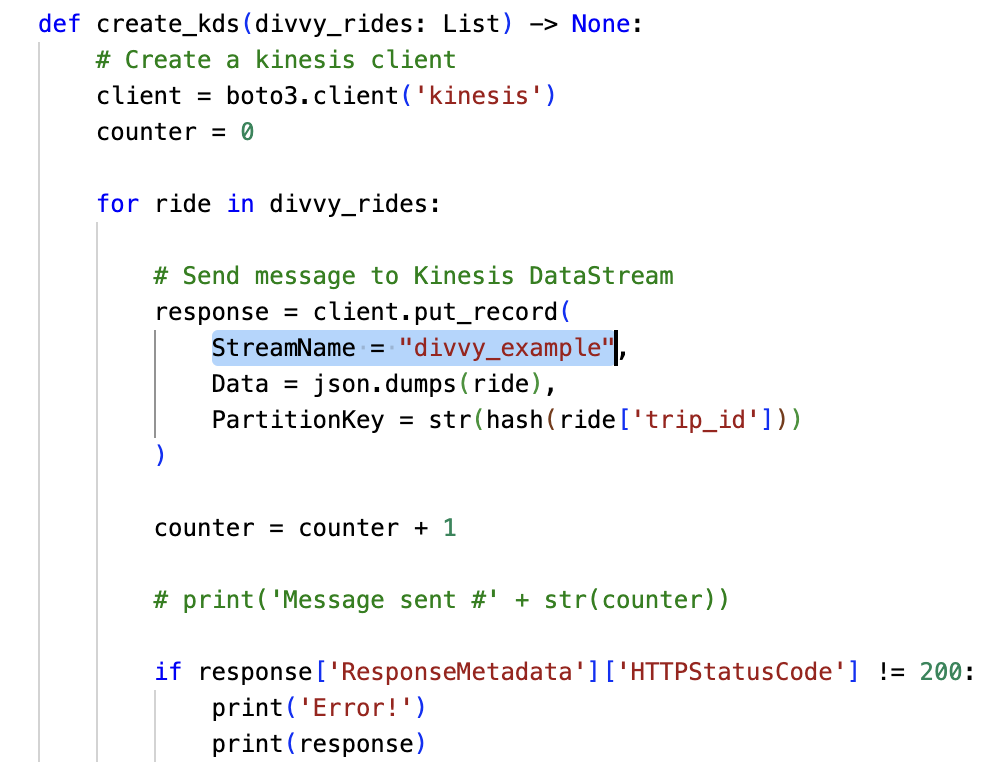 def create_kds(divvy_rides: List) -> None:
    # Create a kinesis client
    client = boto3.client('kinesis')
    counter = 0
    for ride in divvy_rides:
        # Send message to Kinesis DataStream
        response = client.put_record(
            StreamName = "divvy_example",
            Data = json.dumps(ride),
            PartitionKey = str(hash(ride['trip_id']))
        )
        counter = counter + 1
        # print('Message sent #' + str(counter))
        if response['ResponseMetadata']['HTTPStatusCode'] != 200:
            print('Error!')
            print(response)